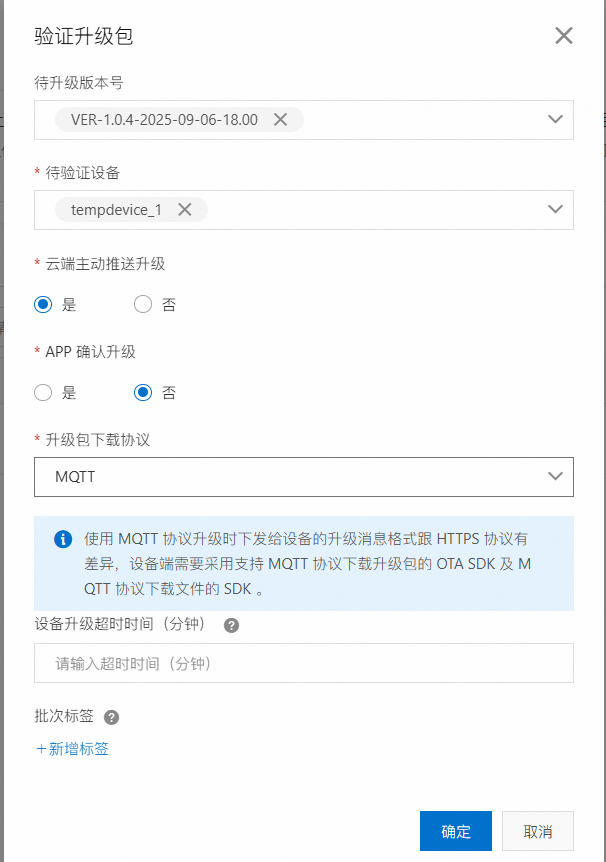 验证升级包
待升级版本号
VER-1.0.4-2025-09-06-18.00
* 待验证设备
tempdevice_1
* 云端主动推送升级
是 否
* APP 确认升级
是 否
* 升级包下载协议
MQTT
使用 MQTT 协议升级时下发给设备的升级消息格式跟 HTTPS 协议有
差异，设备端需要采用支持 MQTT 协议下载升级包的 OTA SDK 及 M
QTT 协议下载文件的 SDK 。
设备升级超时时间（分钟） ?
请输入超时时间（分钟）
批次标签 ?
+新增标签
确定 取消